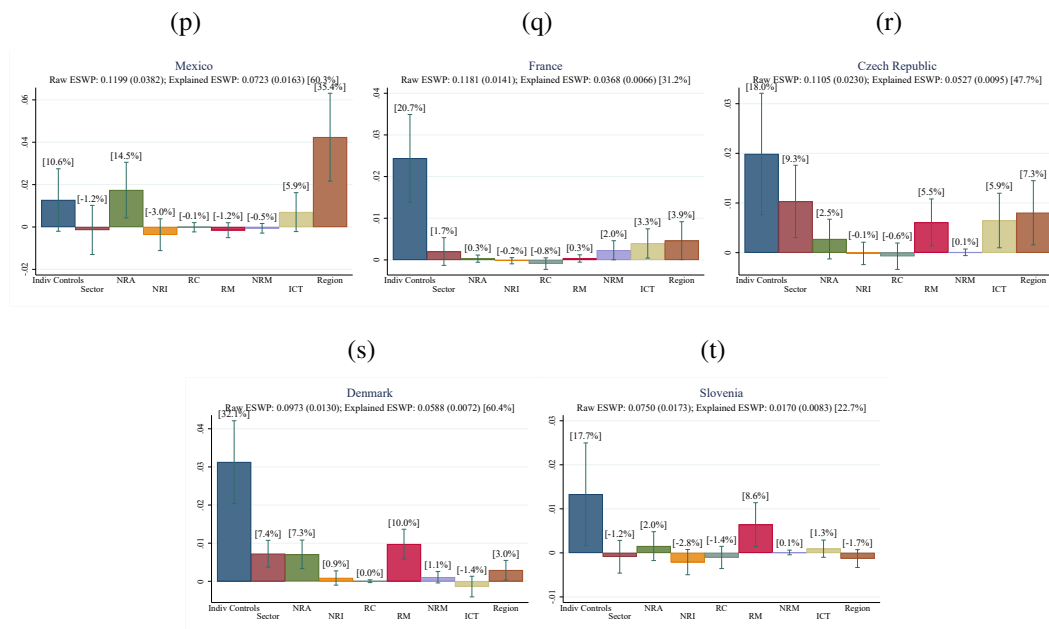 (p)
Mexico
Raw ESWP: 0.1199 (0.0382); Explained ESWP: 0.0723 (0.0163) [60.3%]
.06
.04
.02
0
-.02
[10.6%]
[-1.2%]
[14.5%]
[-3.0%]
[-0.1%]
[-1.2%]
[-0.5%]
[5.9%]
[35.4%]
Indiv Controls NRA RC NRM Region
Sector NRI RM ICT
(q)
France
Raw ESWP: 0.1181 (0.0141); Explained ESWP: 0.0368 (0.0066) [31.2%]
.04
.03
.02
.01
0
[20.7%]
[1.7%]
[0.3%]
[-0.2%]
[-0.8%]
[0.3%]
[2.0%]
[3.3%]
[3.9%]
Indiv Controls NRA RC NRM Region
Sector NRI RM ICT
(r)
Czech Republic
Raw ESWP: 0.1105 (0.0230); Explained ESWP: 0.0527 (0.0095) [47.7%]
.03
.02
.01
0
[18.0%]
[9.3%]
[2.5%]
[-0.1%]
[-0.6%]
[5.5%]
[0.1%]
[5.9%]
[7.3%]
Indiv Controls NRA RC NRM Region
Sector NRI RM ICT
(s)
Denmark
Raw ESWP: 0.0973 (0.0130); Explained ESWP: 0.0588 (0.0072) [60.4%]
.04
.03
.02
.01
0
[32.1%]
[7.4%]
[7.3%]
[0.9%]
[0.0%]
[10.0%]
[1.1%]
[-1.4%]
[3.0%]
Indiv Controls NRA RC NRM Region
Sector NRI RM ICT
(t)
Slovenia
Raw ESWP: 0.0750 (0.0173); Explained ESWP: 0.0170 (0.0083) [22.7%]
.03
.02
.01
0
-.01
[17.7%]
[-1.2%]
[2.0%]
[-2.8%]
[-1.4%]
[8.6%]
[0.1%]
[1.3%]
[-1.7%]
Indiv Controls NRA RC NRM Region
Sector NRI RM ICT